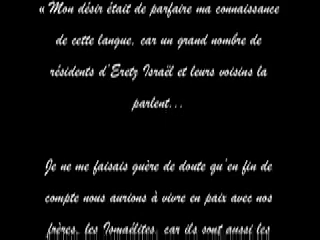 « Mon désir était de parfaire ma connaissance
de cette langue, car un grand nombre de
résidents d'Eretz Israël et leurs voisins la
parlent...
Je ne me faisais guère de doute qu'en fin de
compte nous aurions à vivre en paix avec nos
frères, les Ismaélites, car ils sont aussi les